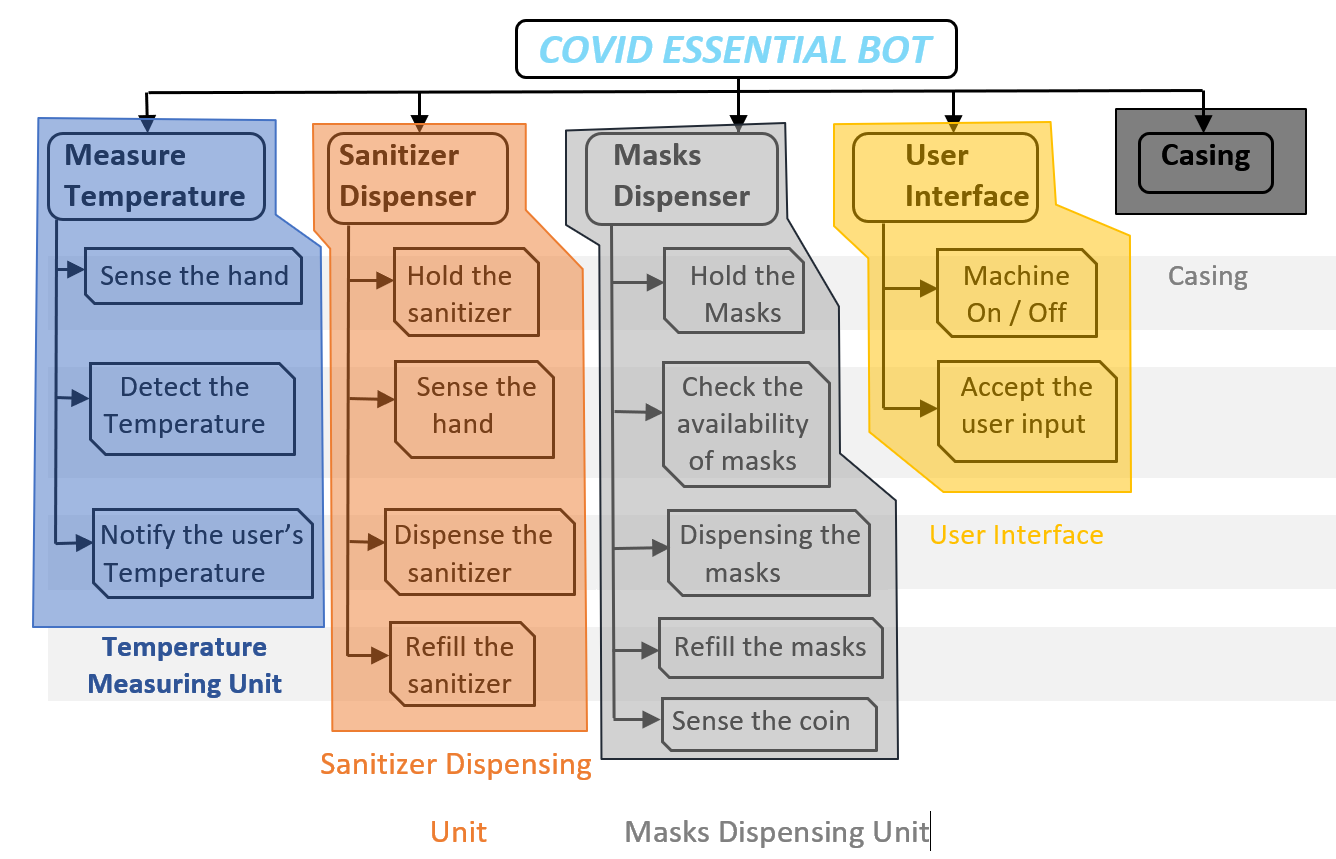 COVID ESSENTIAL BOT
Measure
Temperature
Sense the hand
Detect the
Temperature
Notify the user’s
Temperature
Temperature
Measuring Unit
Sanitizer
Dispenser
Hold the
sanitizer
Sense the
hand
Dispense the
sanitizer
Refill the
sanitizer
Sanitizer Dispensing
Unit
Masks
Dispenser
Hold the
Masks
Check the
availability
of masks
Dispensing the
masks
Refill the masks
Sense the coin
Masks Dispensing Unit
User
Interface
Machine
On / Off
Accept the
user input
User Interface
Casing
Casing